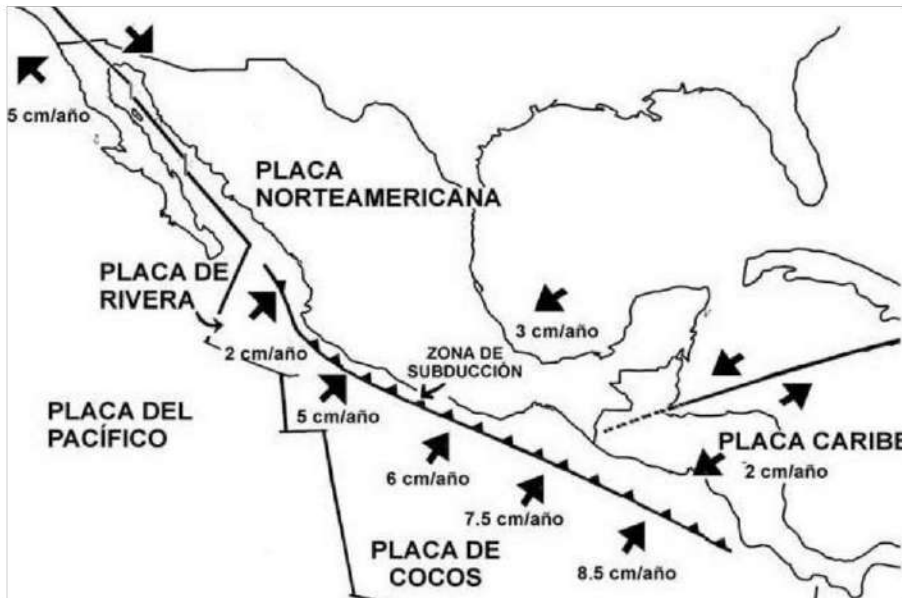 5 cm/año
PLACA
NORTEAMERICANA
PLACA DE
RIVERA
3 cm/año
2 cm/año
ZONA DE
SUBDUCCIÓN
5 cm/año
PLACA DEL
PACÍFICO
PLACA CARIBE
2 cm/año
6 cm/año
7.5 cm/año
PLACA DE
COCOS
8.5 cm/año